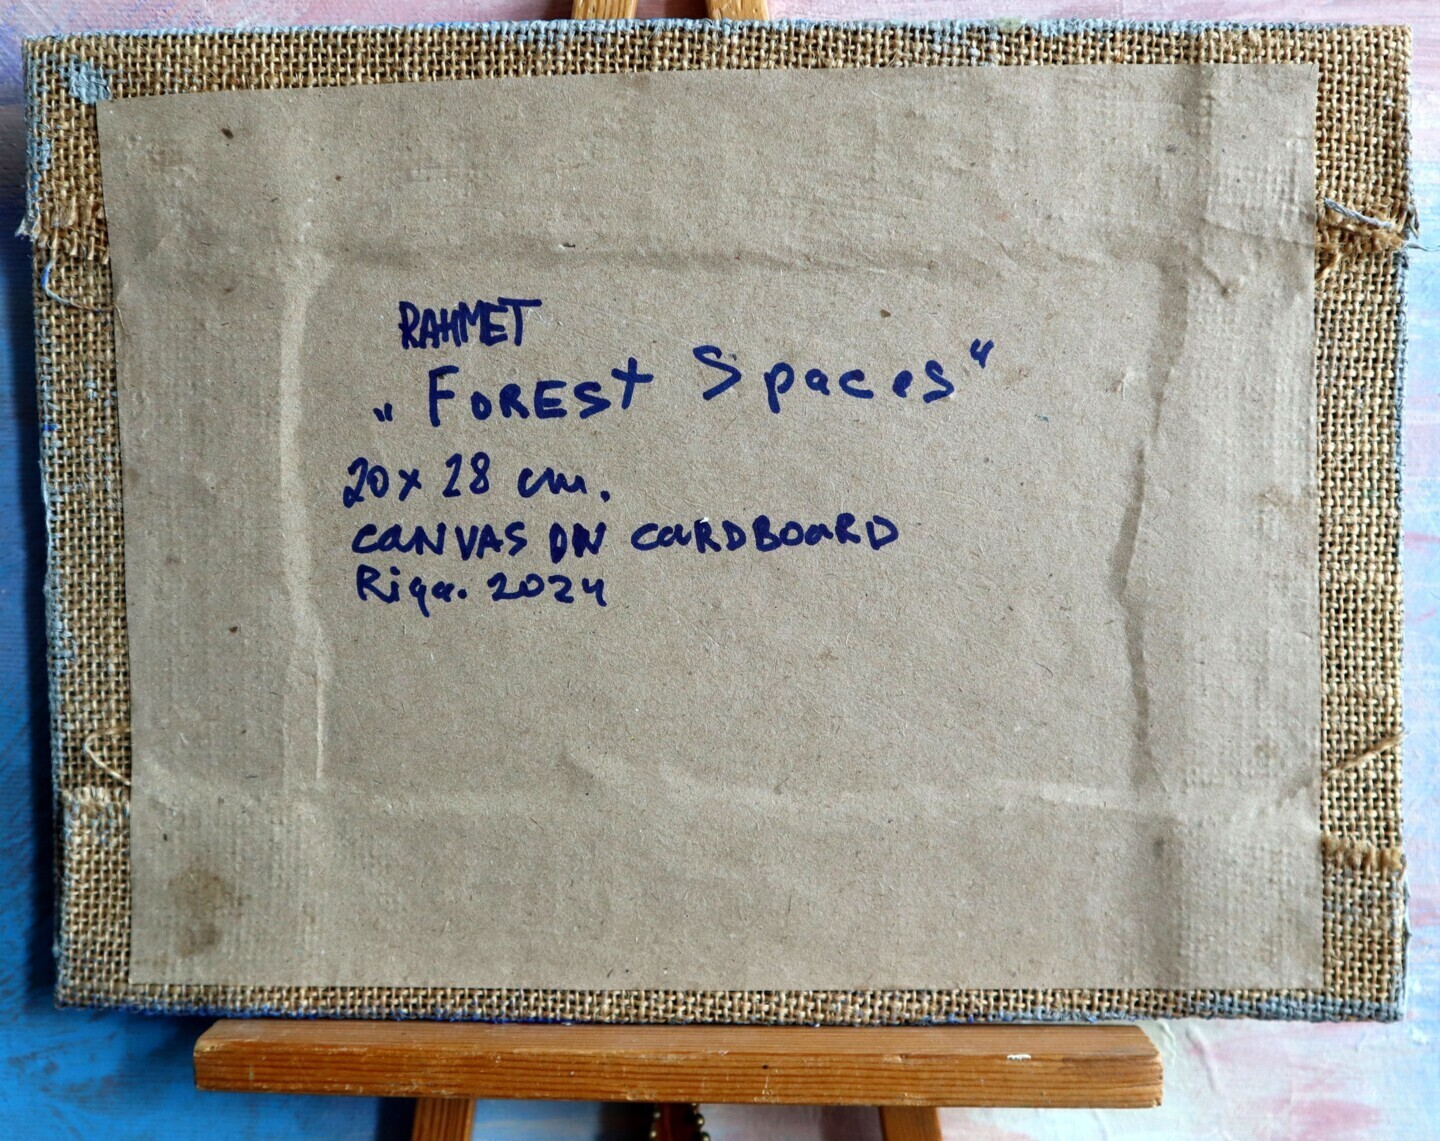 RAHMET
„Forest Spaces“
20x28 cm.
CANVAS ON CARDBOARD
Riga. 2024